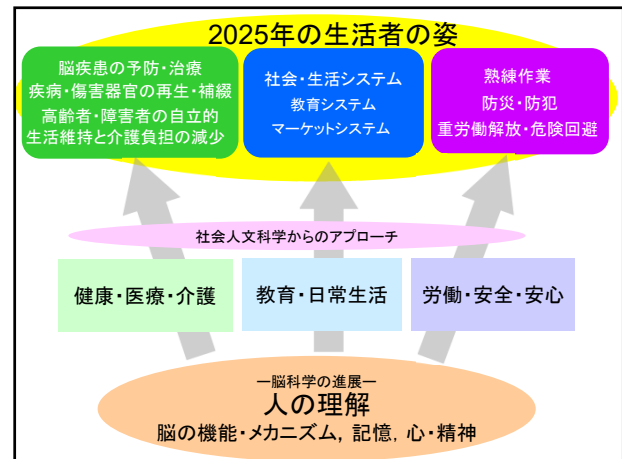 2025年の生活者の姿
脳疾患の予防・治療
疾病・傷害器官の再生・補綴
高齢者・障害者の自立的
生活維持と介護負担の減少
社会・生活システム
教育システム
マーケットシステム
熟練作業
防災・防犯
重労働解放・危険回避
社会人文科学からのアプローチ
健康・医療・介護
教育・日常生活
労働・安全・安心
―脳科学の進展―
人の理解
脳の機能・メカニズム, 記憶, 心・精神